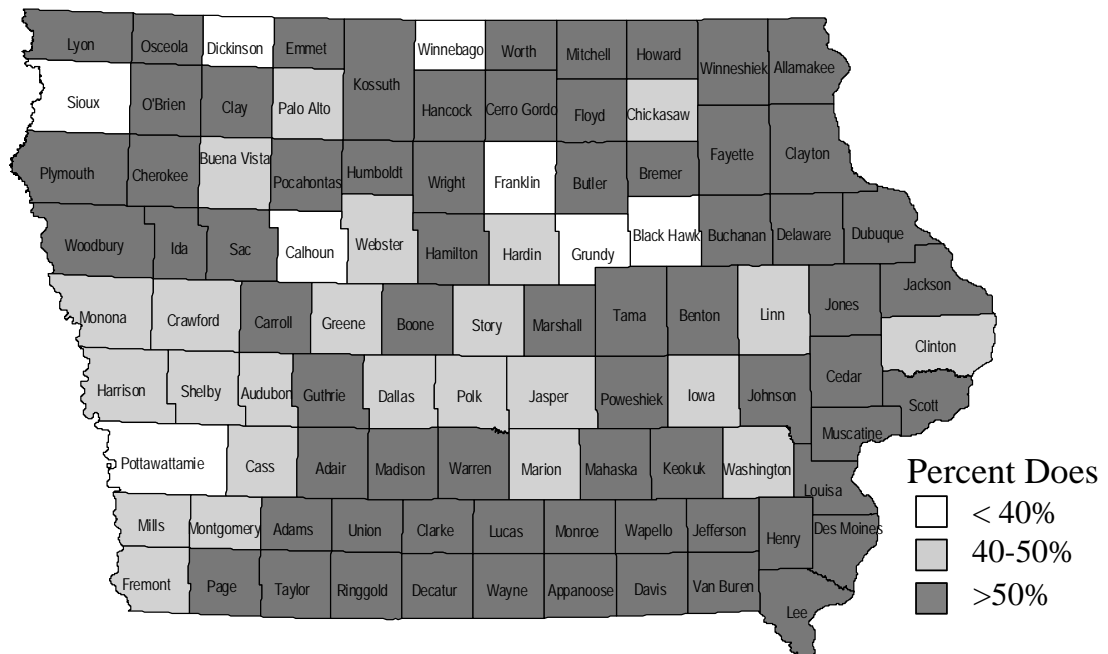 Lyon Osceola Dickinson Emmet Kossuth Winnebago Worth Mitchell Howard Winneshiek Allamakee
Sioux O'Brien Clay Palo Alto Hancock Cerro Gordo Floyd Chickasaw
Plymouth Cherokee Buena Vista Pocahontas Humboldt Wright Franklin Butler Bremer Fayette Clayton
Woodbury Ida Sac Calhoun Webster Hamilton Hardin Grundy Black Hawk Buchanan Delaware Dubuque
Monona Crawford Carroll Greene Boone Story Marshall Tama Benton Linn Jones Jackson
Clinton
Harrison Shelby Audubon Guthrie Dallas Polk Jasper Poweshiek Iowa Johnson Cedar Scott
Muscatine
Pottawattamie Cass Adair Madison Warren Marion Mahaska Keokuk Washington Louisa
Mills Montgomery Adams Union Clarke Lucas Monroe Wapello Jefferson Henry Des Moines
Fremont Page Taylor Ringgold Decatur Wayne Appanoose Davis Van Buren Lee
Percent Does
< 40%
40-50%
>50%